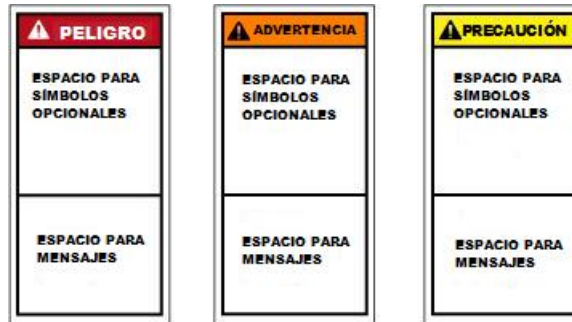 PELIGRO
ESPACIO PARA
SÍMBOLOS
OPCIONALES
ESPACIO PARA
MENSAJES
ADVERTENCIA
ESPACIO PARA
SÍMBOLOS
OPCIONALES
ESPACIO PARA
MENSAJES
PRECAUCIÓN
ESPACIO PARA
SÍMBOLOS
OPCIONALES
ESPACIO PARA
MENSAJES